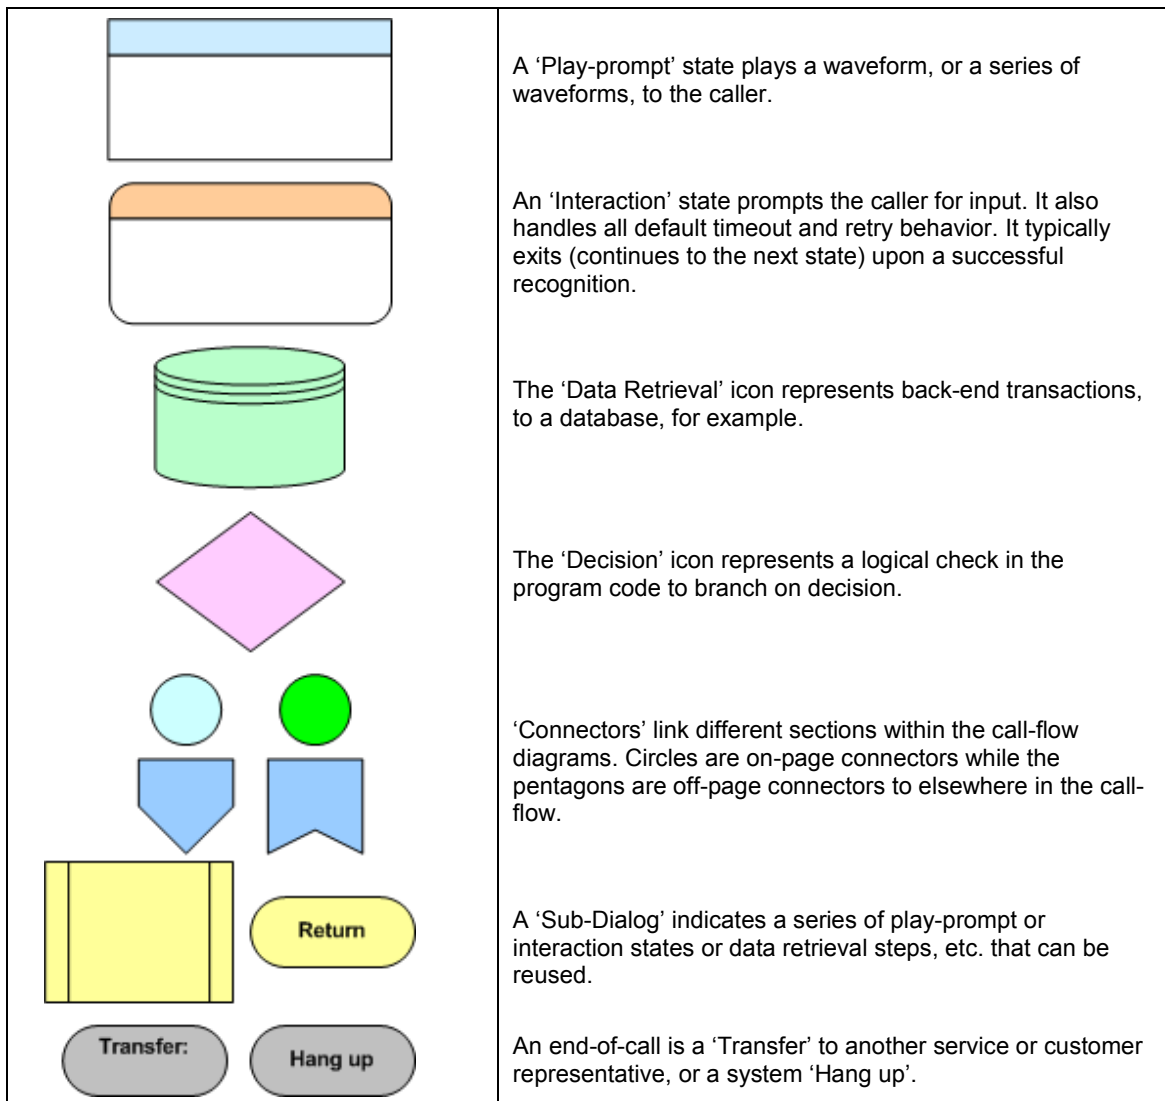 A ‘Play-prompt’ state plays a waveform, or a series of
waveforms, to the caller.
An ‘Interaction’ state prompts the caller for input. It also
handles all default timeout and retry behavior. It typically
exits (continues to the next state) upon a successful
recognition.
The ‘Data Retrieval’ icon represents back-end transactions,
to a database, for example.
The ‘Decision’ icon represents a logical check in the
program code to branch on decision.
‘Connectors’ link different sections within the call-flow
diagrams. Circles are on-page connectors while the
pentagons are off-page connectors to elsewhere in the call-
flow.
Return
A ‘Sub-Dialog’ indicates a series of play-prompt or
interaction states or data retrieval steps, etc. that can be
reused.
Transfer:
Hang up
An end-of-call is a ‘Transfer’ to another service or customer
representative, or a system ‘Hang up’.